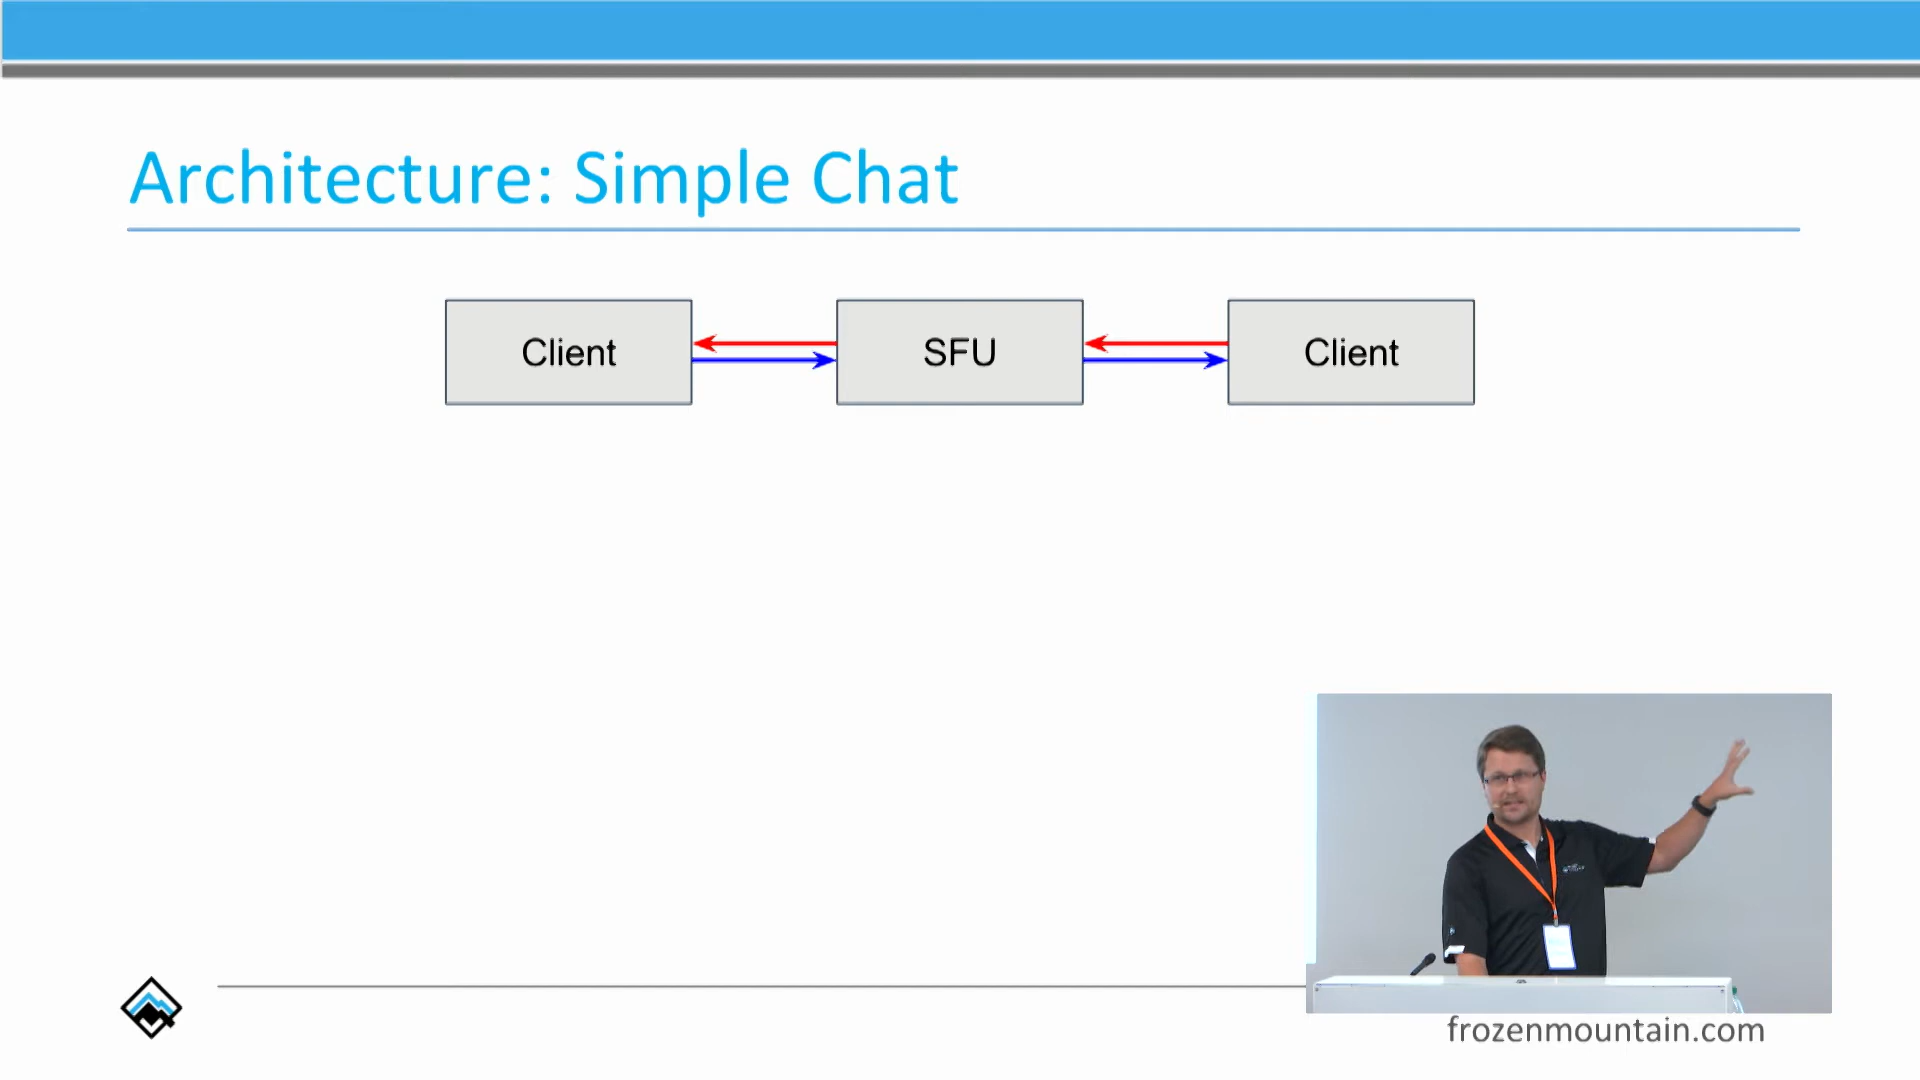 Architecture: Simple Chat
Client
SFU
Client
frozenmountain.com